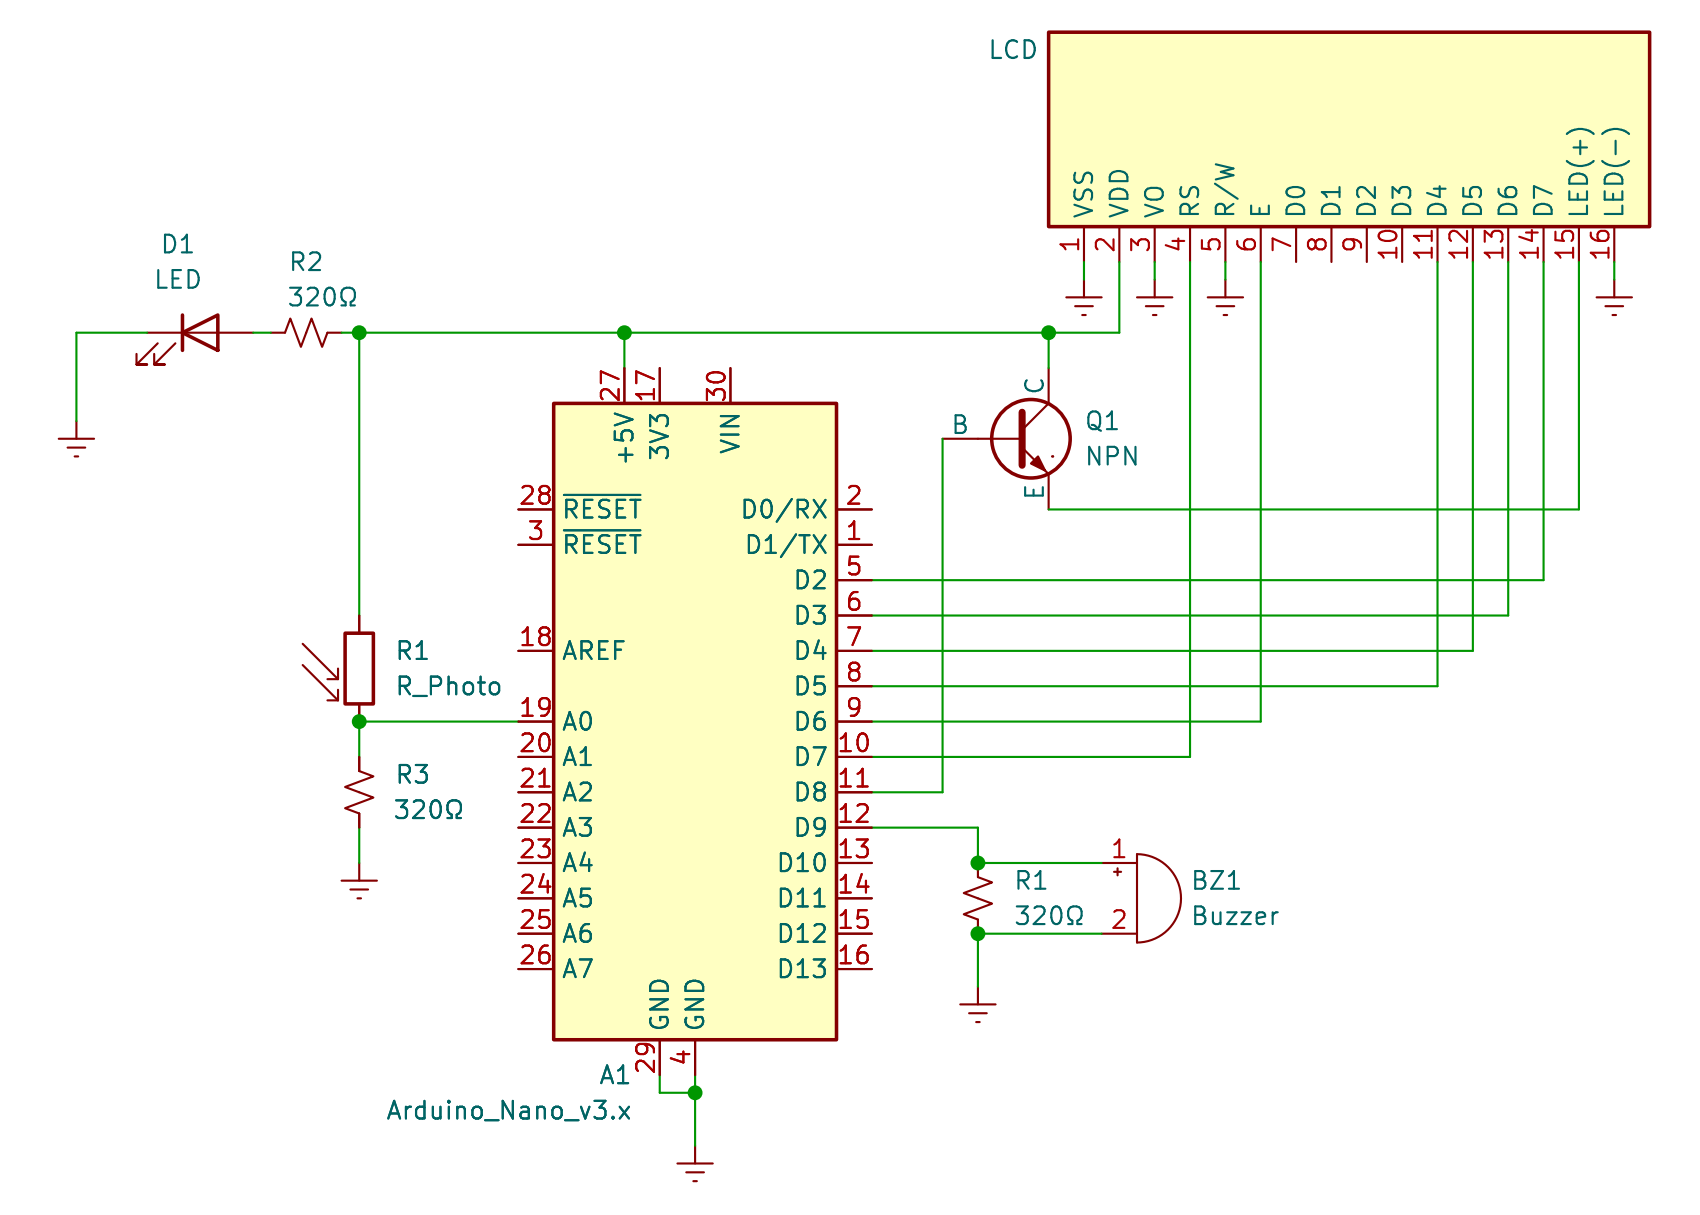 LCD
VSS
VDD
VO
RS
R/W
E
D0
D1
D2
D3
D4
D5
D6
D7
LED(+)
LED(-)
1
2
3
4
5
6
7
8
9
10
11
12
13
14
15
16
D1
LED
R2
320Ω
27
17
30
+5V
3V3
VIN
C
B
E
Q1
NPN
28 RESET
3 RESET
18 AREF
19 A0
20 A1
21 A2
22 A3
23 A4
24 A5
25 A6
26 A7
D0/RX 2
D1/TX 1
D2 5
D3 6
D4 7
D5 8
D6 9
D7 10
D8 11
D9 12
D10 13
D11 14
D12 15
D13 16
R1
R_Photo
R3
320Ω
R1
320Ω
1
+
2
BZ1
Buzzer
GND
GND
29
4
A1
Arduino_Nano_v3.x